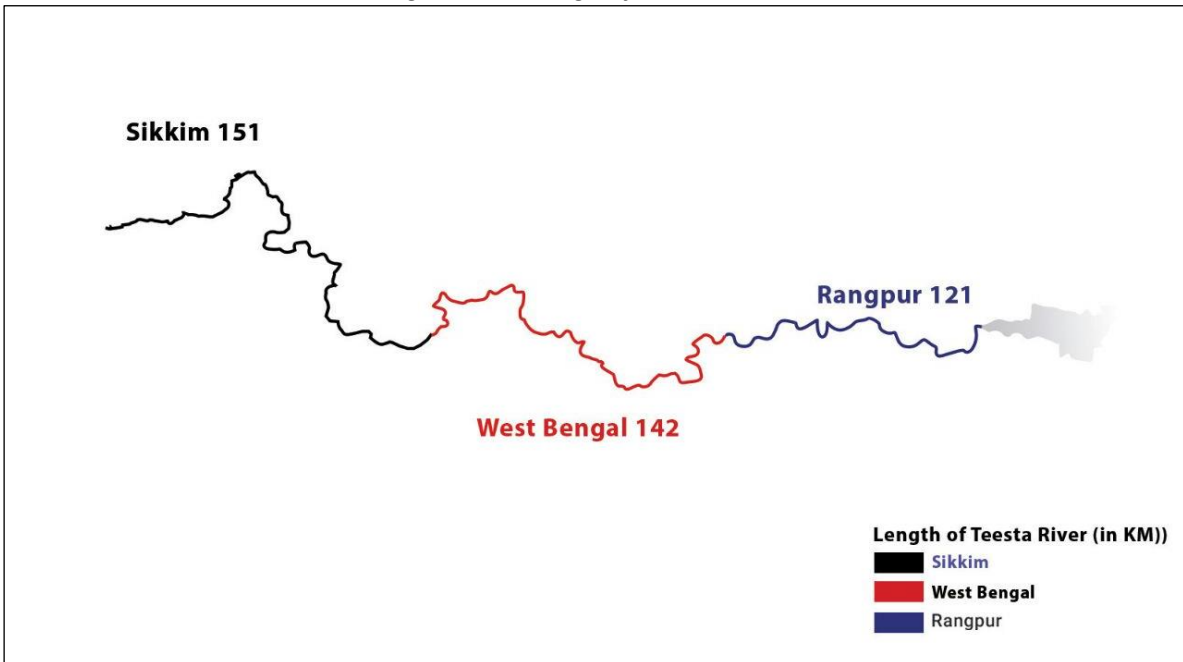 Sikkim 151
Rangpur 121
West Bengal 142
Length of Teesta River (in KM))
Sikkim
West Bengal
Rangpur